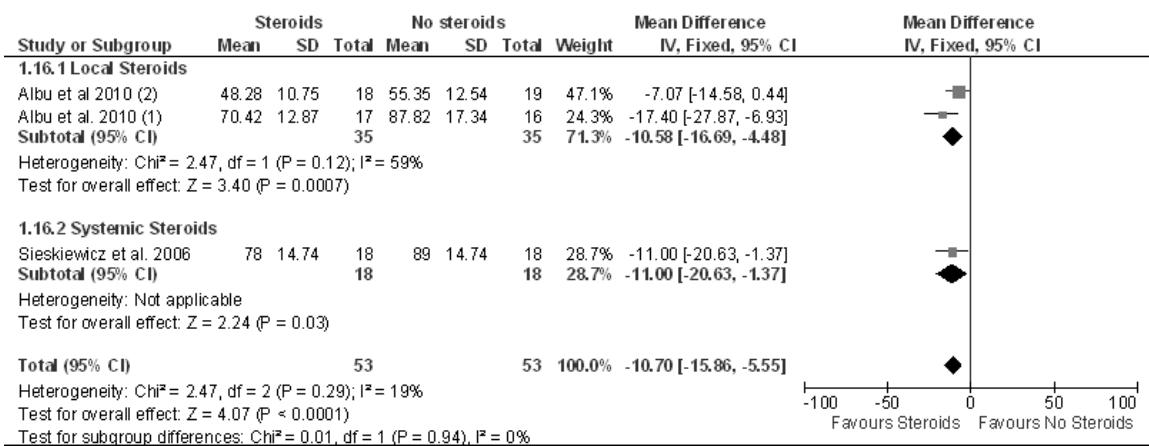 Steroids No steroids Mean Difference Mean Difference
Study or Subgroup Mean SD Total Mean SD Total Weight IV, Fixed, 95% CI IV, Fixed, 95% CI
1.16.1 Local Steroids
Albu et al 2010 (2) 48.28 10.75 18 55.35 12.54 19 47.1% -7.07 [-14.58, 0.44]
Albu et al. 2010 (1) 70.42 12.87 17 87.82 17.34 16 24.3% -17.40 [-27.87, -6.93]
Subtotal (95% CI) 35 35 71.3% -10.58 [-16.69, -4.48]
Heterogeneity: Chi² = 2.47, df = 1 (P = 0.12); I² = 59%
Test for overall effect: Z = 3.40 (P = 0.0007)
1.16.2 Systemic Steroids
Sieskiewicz et al. 2006 78 14.74 18 89 14.74 18 28.7% -11.00 [-20.63, -1.37]
Subtotal (95% CI) 18 18 28.7% -11.00 [-20.63, -1.37]
Heterogeneity: Not applicable
Test for overall effect: Z = 2.24 (P = 0.03)
Total (95% CI) 53 53 100.0% -10.70 [-15.86, -5.55]
Heterogeneity: Chi² = 2.47, df = 2 (P = 0.29); I² = 19%
Test for overall effect: Z = 4.07 (P < 0.0001)
Test for subgroup differences: Chi² = 0.01, df = 1 (P = 0.94), I² = 0%
-100 -50 0 50 100
Favours Steroids Favours No Steroids